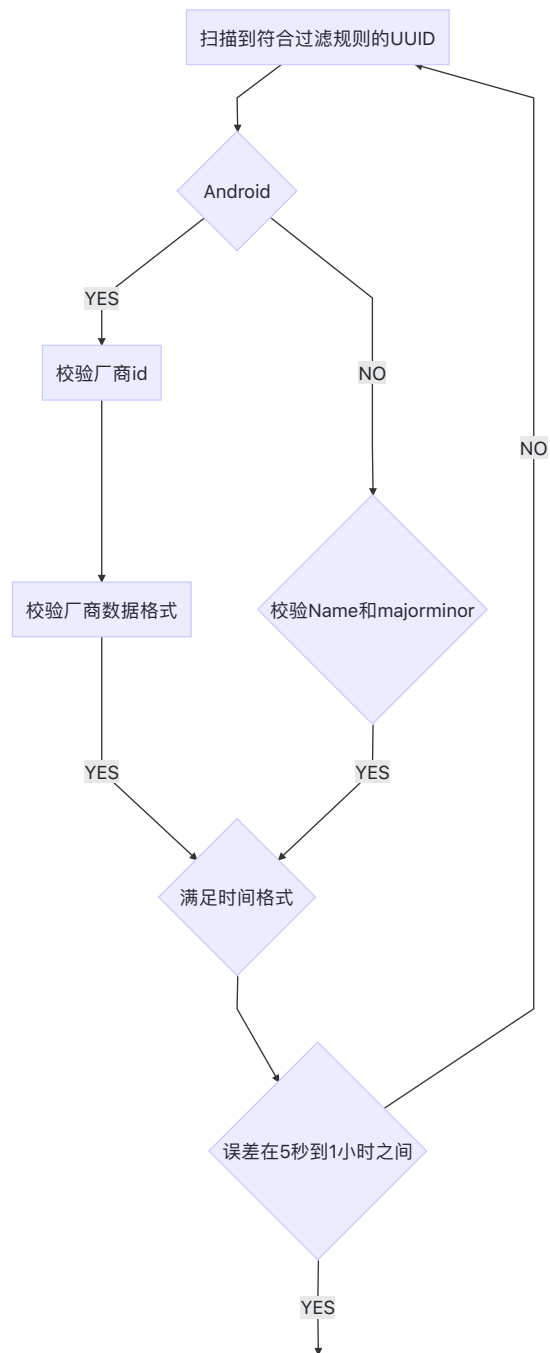 扫描到符合过滤规则的UUID
Android
YES
校验厂商id
NO
NO
校验厂商数据格式
校验Name和majorminor
YES
YES
满足时间格式
误差在5秒到1小时之间
YES